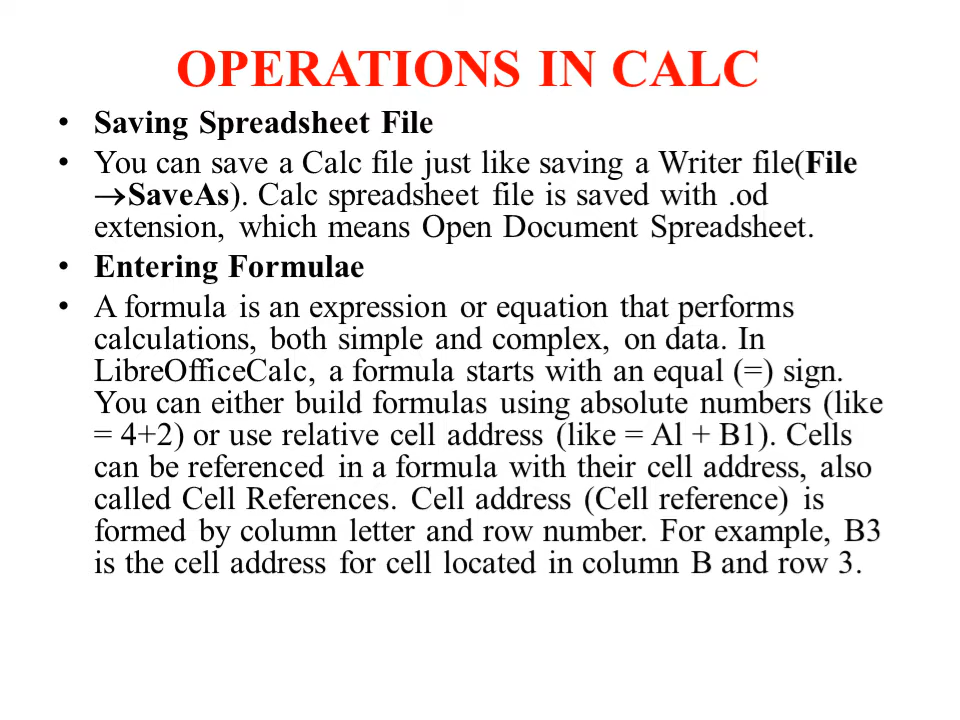 OPERATIONS IN CALC
• Saving Spreadsheet File
• You can save a Calc file just like saving a Writer file(File
→SaveAs). Calc spreadsheet file is saved with .od
extension, which means Open Document Spreadsheet.
• Entering Formulae
• A formula is an expression or equation that performs
calculations, both simple and complex, on data. In
LibreOfficeCalc, a formula starts with an equal (=) sign.
You can either build formulas using absolute numbers (like
= 4+2) or use relative cell address (like = Al + B1). Cells
can be referenced in a formula with their cell address, also
called Cell References. Cell address (Cell reference) is
formed by column letter and row number. For example, B3
is the cell address for cell located in column B and row 3.